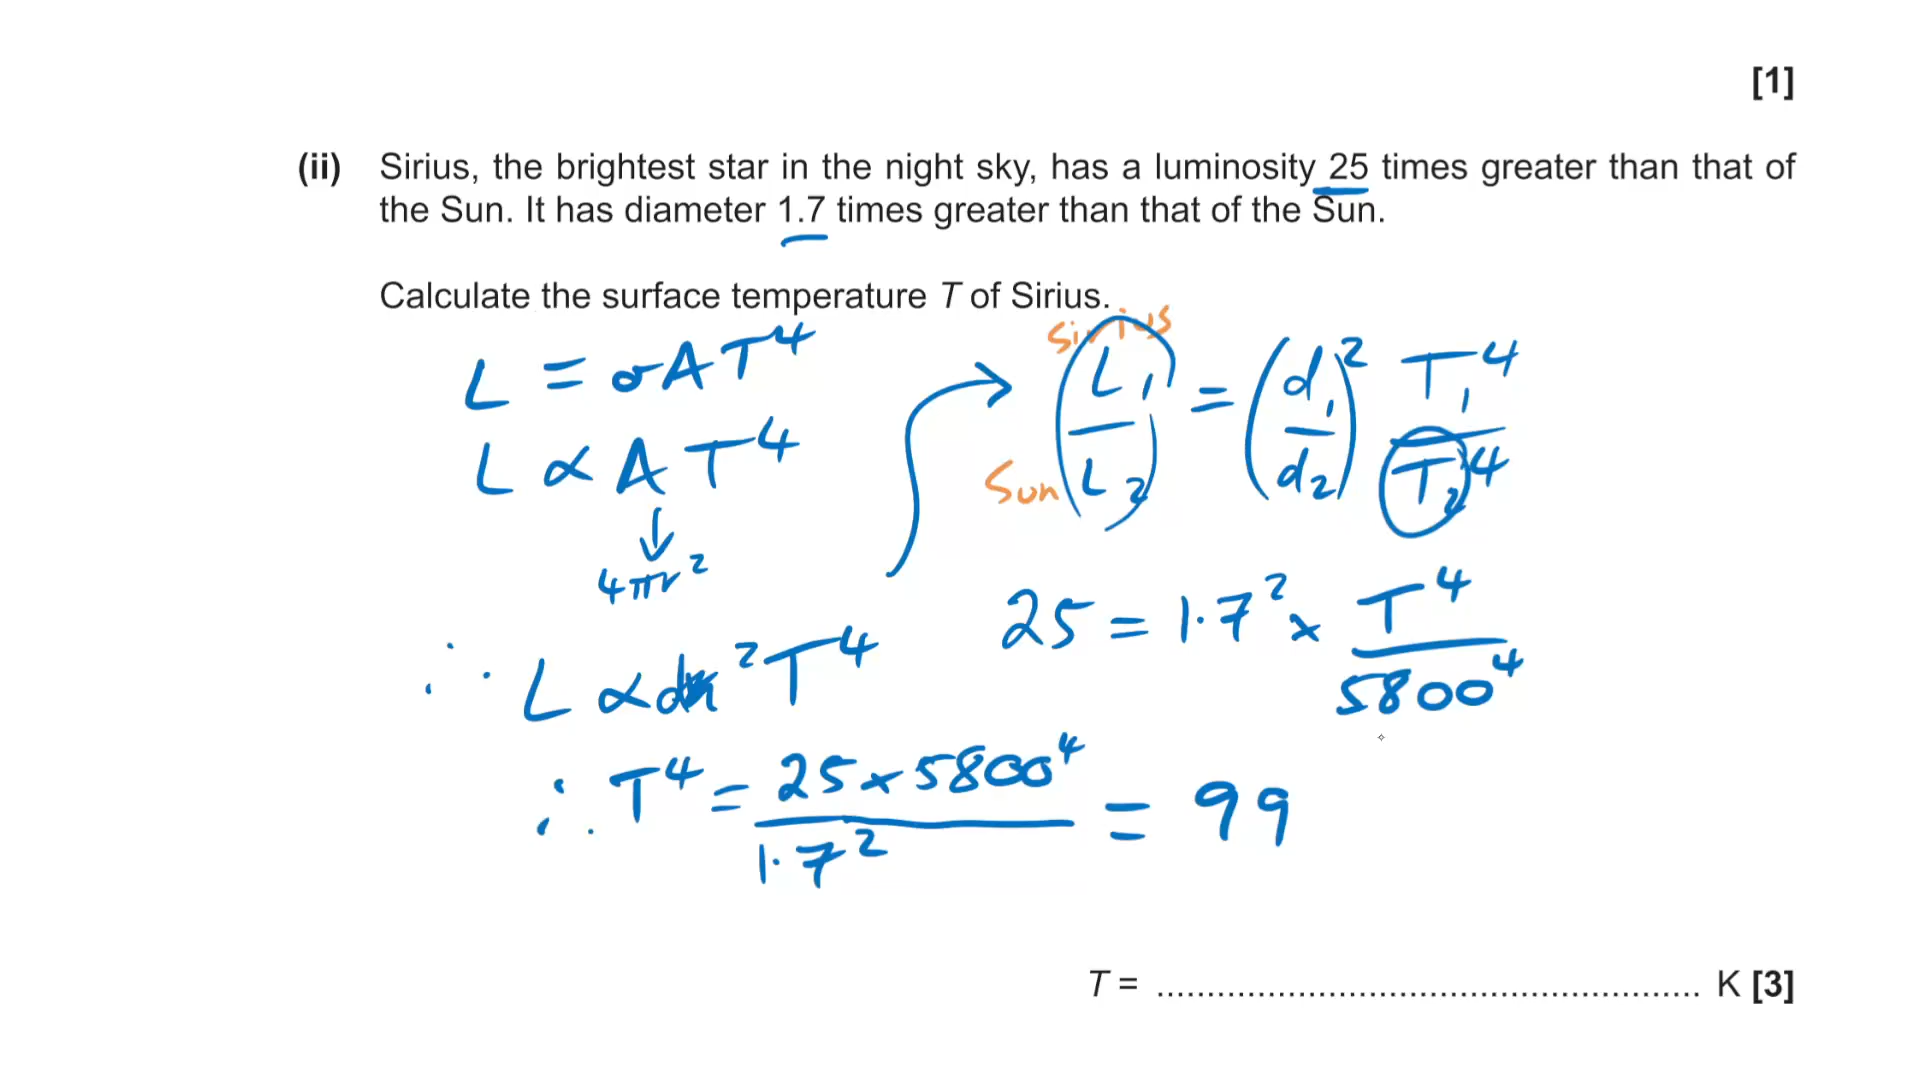 [1]
(ii) Sirius, the brightest star in the night sky, has a luminosity 25 times greater than that of
the Sun. It has diameter 1.7 times greater than that of the Sun.
Calculate the surface temperature T of Sirius.
L = σAT⁴
L ∝ AT⁴
↓
4πr²
∴ L ∝ d²T⁴
Sirius
Sun
(L₁/L₂) = (d₁/d₂)² T₁⁴/T₂⁴
25 = 1.7² × T⁴/5800⁴
∴ T⁴ = 25 × 5800⁴/1.7² = 99
T = ........................................................ K [3]